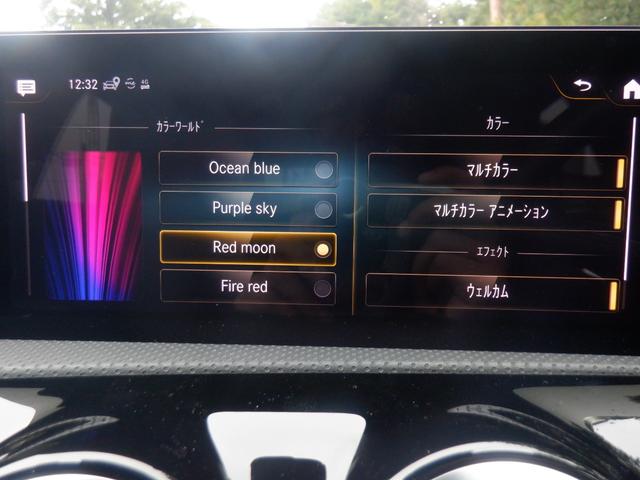 12:32 4G
ｶﾗｰﾜｰﾙﾄﾞ
カラー
Ocean blue
マルチカラー
Purple sky
マルチカラー アニメーション
Red moon
エフェクト
Fire red
ウェルカム